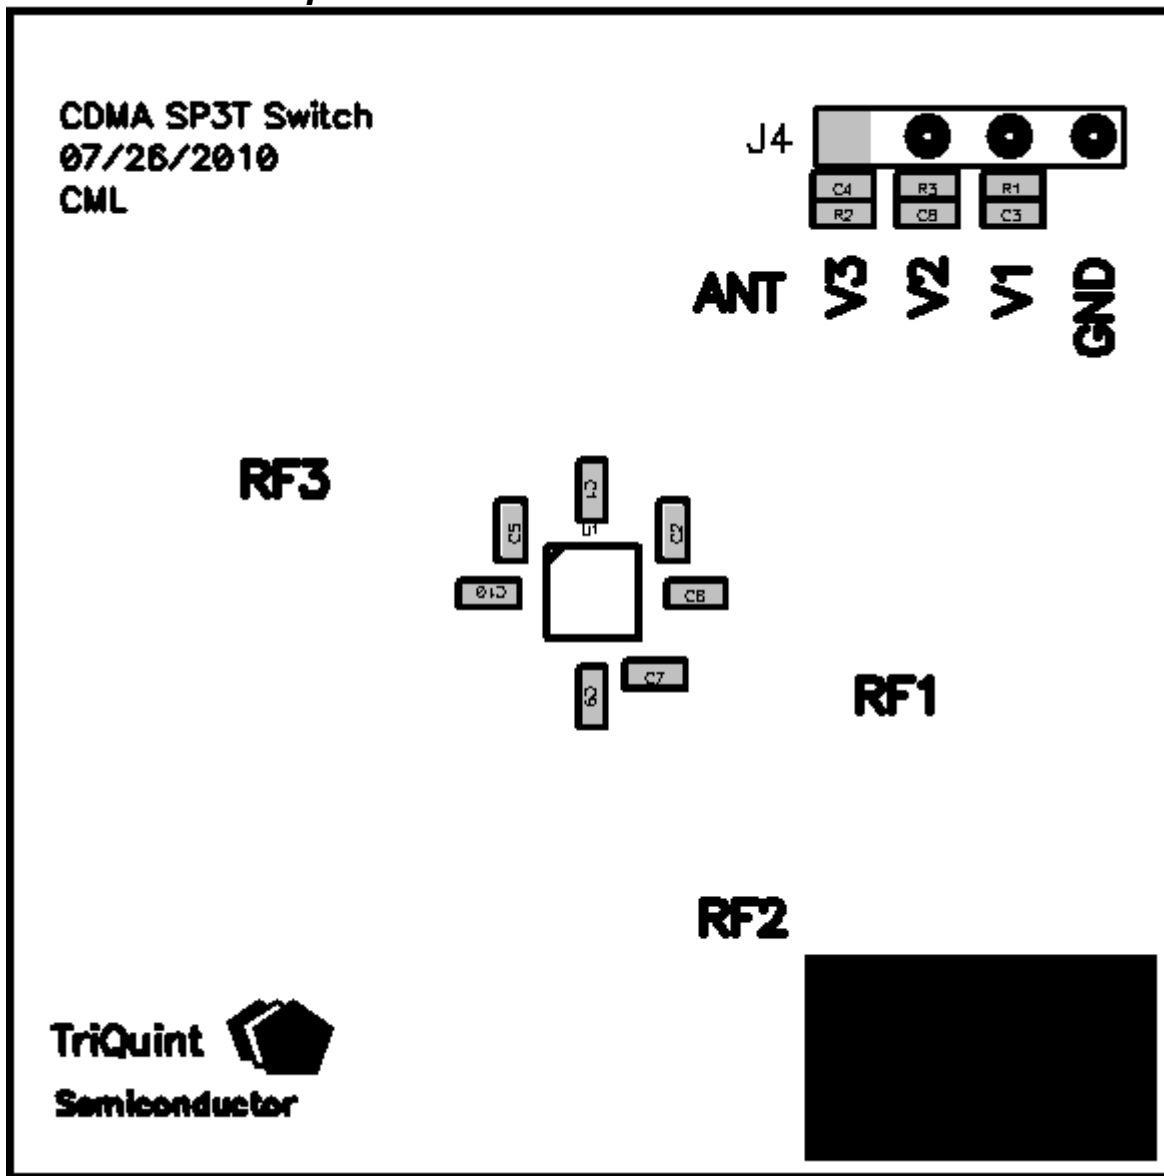 CDMA SP3T Switch
07/26/2010
CML
J4
C4 R3 R1
R2 C8 C3
ANT V3 V2 V1 GND
RF3
C5 C2
U1
C10 C6
C7
C9
RF1
RF2
TriQuint
Semiconductor